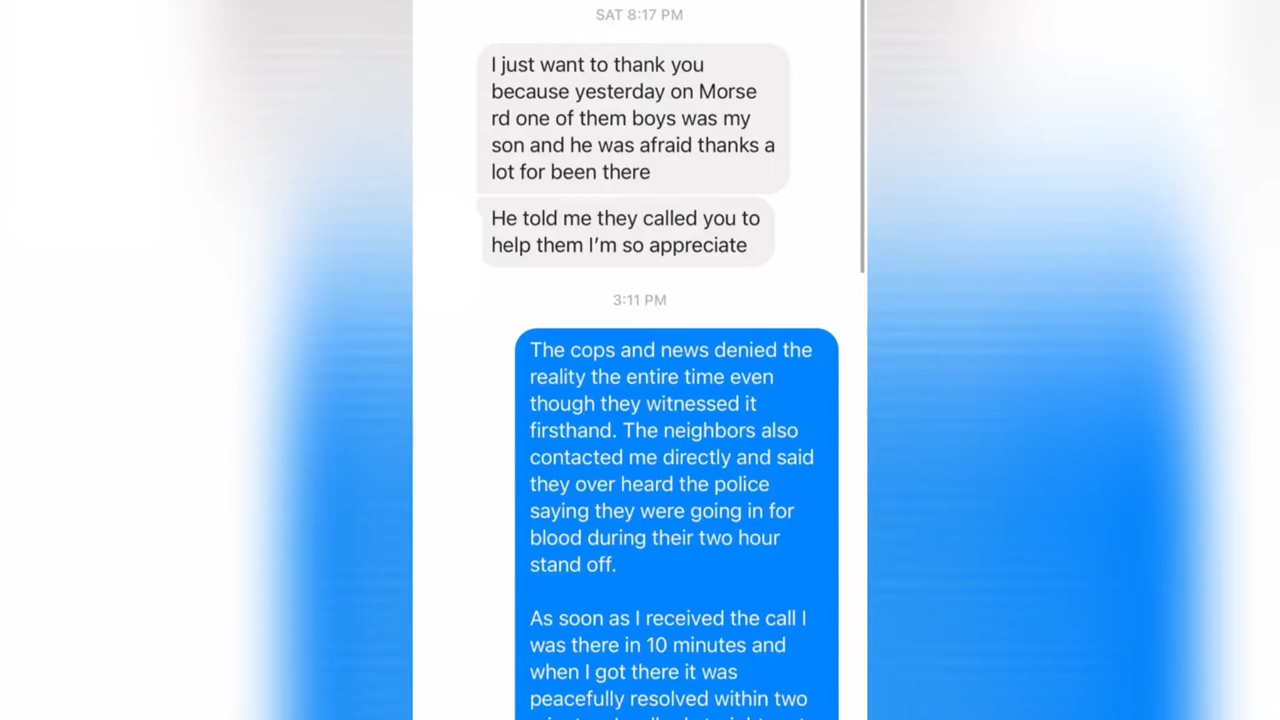 SAT 8:17 PM
I just want to thank you
because yesterday on Morse
rd one of them boys was my
son and he was afraid thanks a
lot for been there
He told me they called you to
help them I’m so appreciate
3:11 PM
The cops and news denied the
reality the entire time even
though they witnessed it
firsthand. The neighbors also
contacted me directly and said
they over heard the police
saying they were going in for
blood during their two hour
stand off.
As soon as I received the call I
was there in 10 minutes and
when I got there it was
peacefully resolved within two